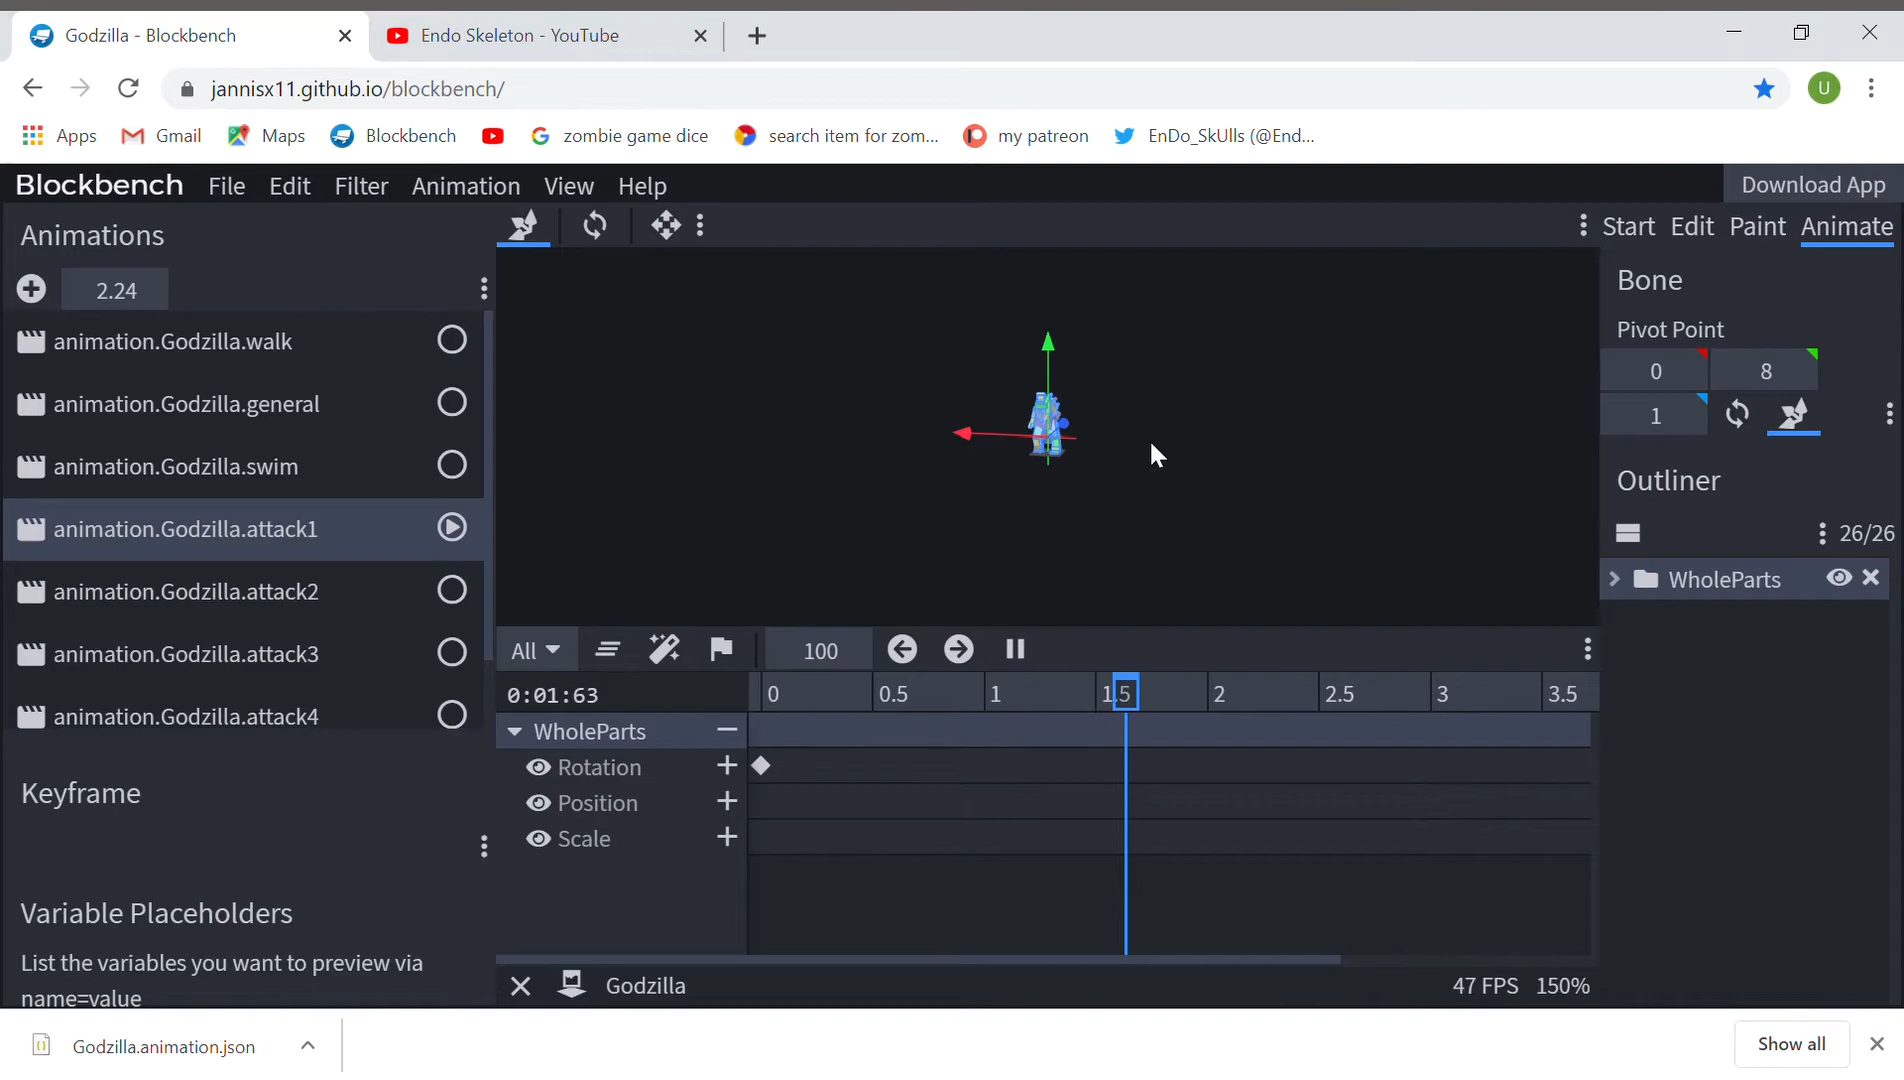 Godzilla - Blockbench
Endo Skeleton - YouTube
jannisx11.github.io/blockbench/
U
Apps
Gmail
Maps
Blockbench
zombie game dice
search item for zom...
my patreon
EnDo_SkUlls (@End...
Blockbench File Edit Filter Animation View Help
Download App
Animations
Start Edit Paint Animate
2.24
Bone
animation.Godzilla.walk
Pivot Point
0 8
animation.Godzilla.general
1
animation.Godzilla.swim
Outliner
animation.Godzilla.attack1
26/26
WholeParts
animation.Godzilla.attack2
animation.Godzilla.attack3
All
100
0:01:63
0 0.5 1 1.5 2 2.5 3 3.5
animation.Godzilla.attack4
WholeParts
Rotation
Keyframe
Position
Scale
Variable Placeholders
List the variables you want to preview via
name=value
Godzilla
47 FPS 150%
Godzilla.animation.json
Show all